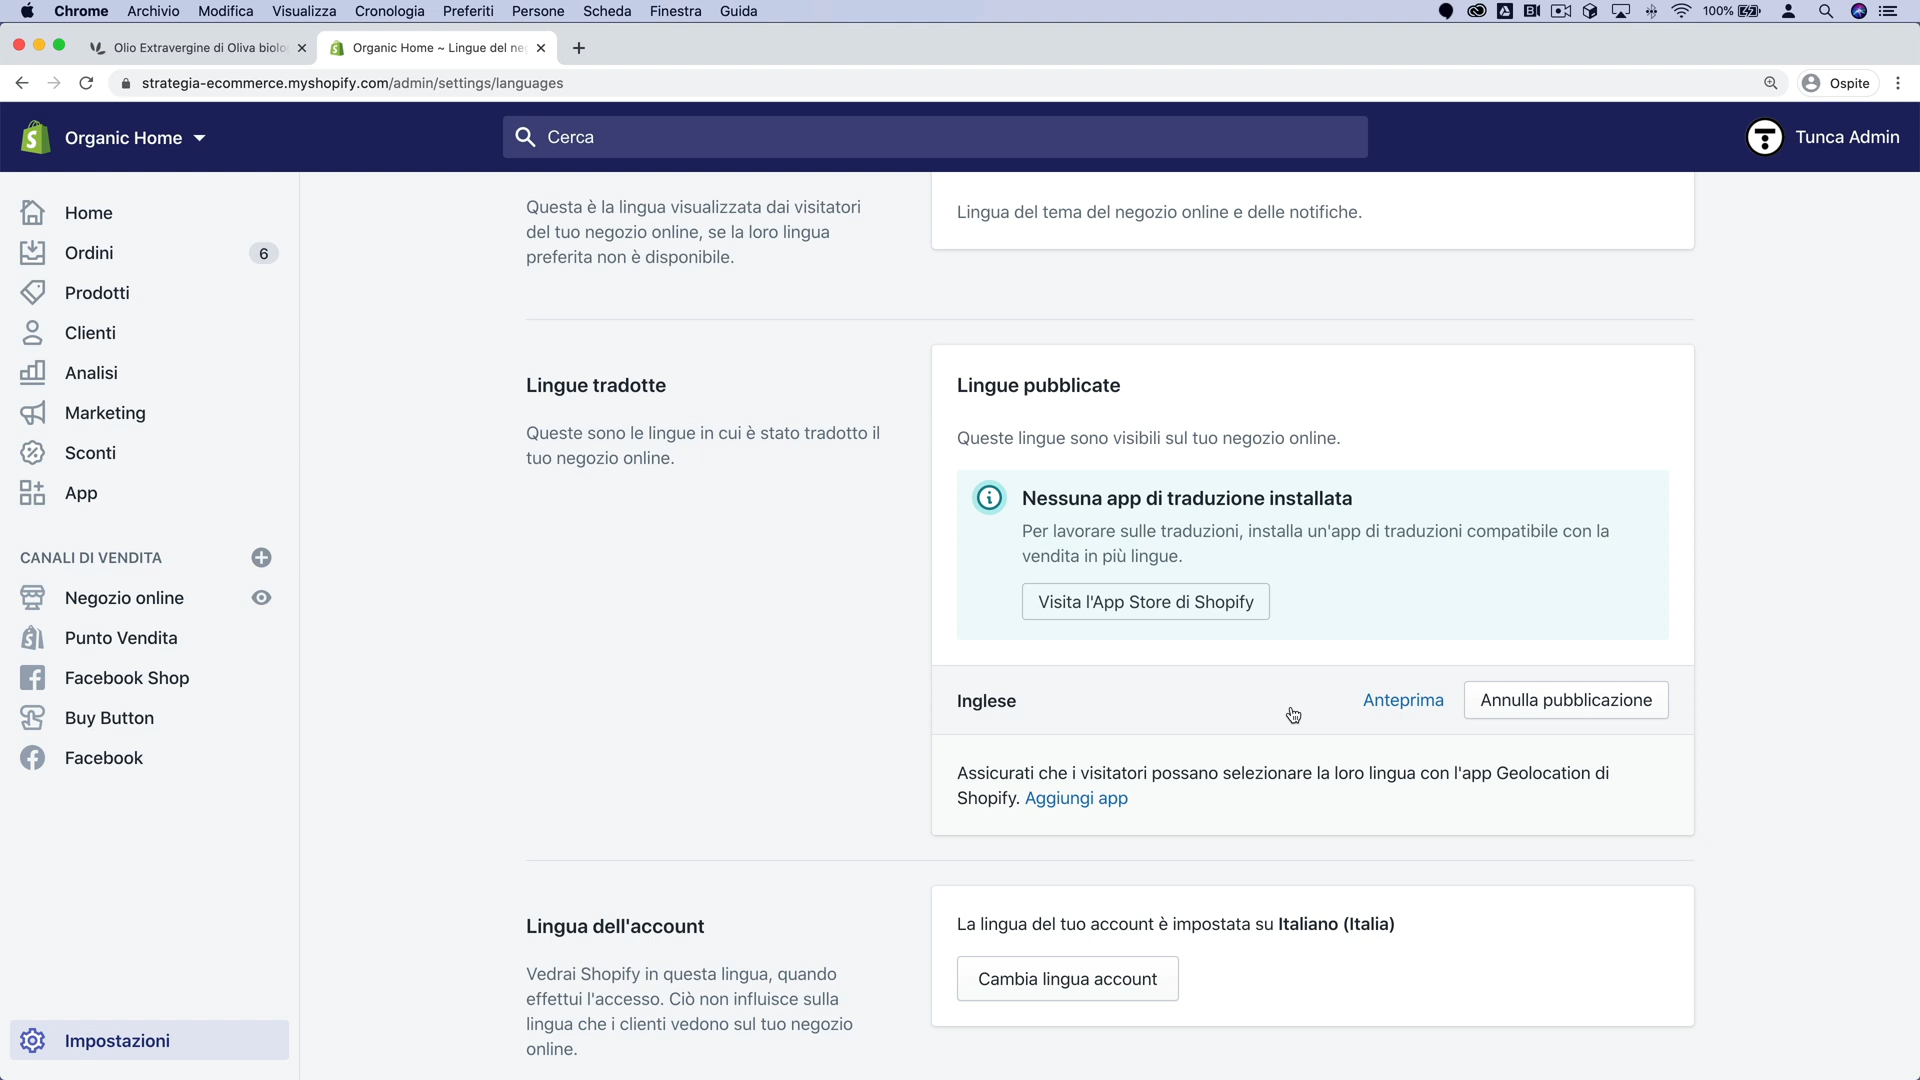 Chrome Archivio Modifica Visualizza Cronologia Preferiti Persone Scheda Finestra Guida 100%
Olio Extravergine di Oliva biolo
Organic Home ~ Lingue del neg
strategia-ecommerce.myshopify.com/admin/settings/languages
Ospite
Organic Home
Cerca
Tunca Admin
Home
Ordini 6
Prodotti
Clienti
Analisi
Marketing
Sconti
App
CANALI DI VENDITA
Negozio online
Punto Vendita
Facebook Shop
Buy Button
Facebook
Impostazioni
Questa è la lingua visualizzata dai visitatori
del tuo negozio online, se la loro lingua
preferita non è disponibile.
Lingua del tema del negozio online e delle notifiche.
Lingue tradotte
Queste sono le lingue in cui è stato tradotto il
tuo negozio online.
Lingue pubblicate
Queste lingue sono visibili sul tuo negozio online.
Nessuna app di traduzione installata
Per lavorare sulle traduzioni, installa un'app di traduzioni compatibile con la
vendita in più lingue.
Visita l'App Store di Shopify
Inglese Anteprima Annulla pubblicazione
Assicurati che i visitatori possano selezionare la loro lingua con l'app Geolocation di
Shopify. Aggiungi app
Lingua dell'account
Vedrai Shopify in questa lingua, quando
effettui l'accesso. Ciò non influisce sulla
lingua che i clienti vedono sul tuo negozio
online.
La lingua del tuo account è impostata su Italiano (Italia)
Cambia lingua account